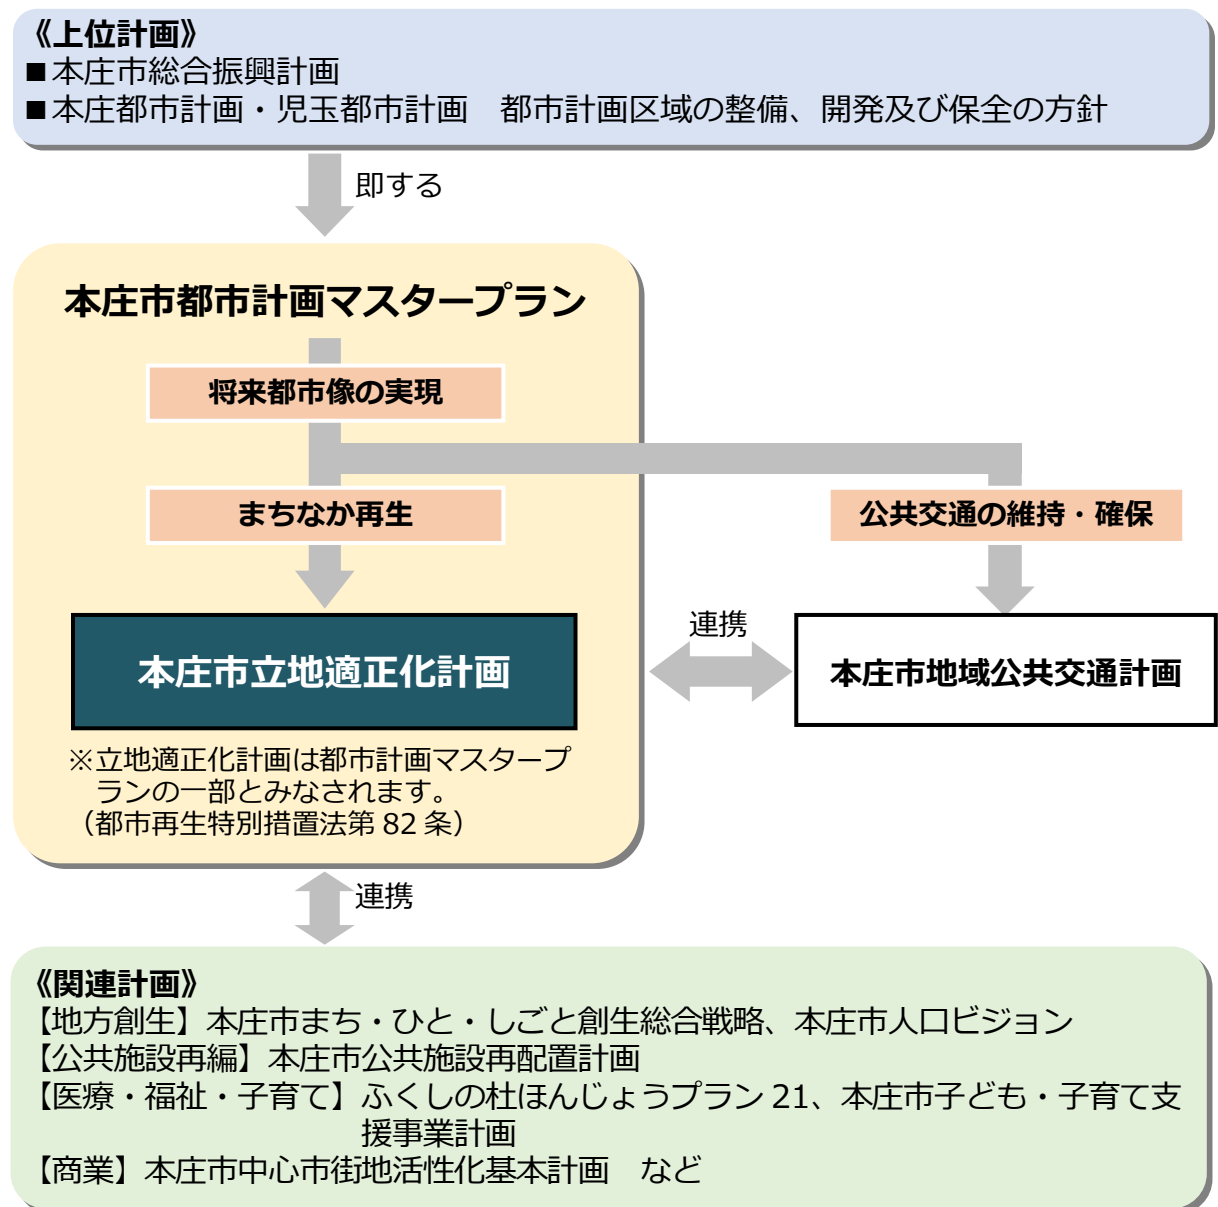 《上位計画》
■本庄市総合振興計画
■本庄都市計画・児玉都市計画　都市計画区域の整備、開発及び保全の方針
即する
本庄市都市計画マスタープラン
将来都市像の実現
まちなか再生
公共交通の維持・確保
本庄市立地適正化計画
連携
本庄市地域公共交通計画
※立地適正化計画は都市計画マスタープ
ランの一部とみなされます。
（都市再生特別措置法第 82 条）
連携
《関連計画》
【地方創生】本庄市まち・ひと・しごと創生総合戦略、本庄市人口ビジョン
【公共施設再編】本庄市公共施設再配置計画
【医療・福祉・子育て】ふくしの杜ほんじょうプラン 21、本庄市子ども・子育て支
援事業計画
【商業】本庄市中心市街地活性化基本計画　など